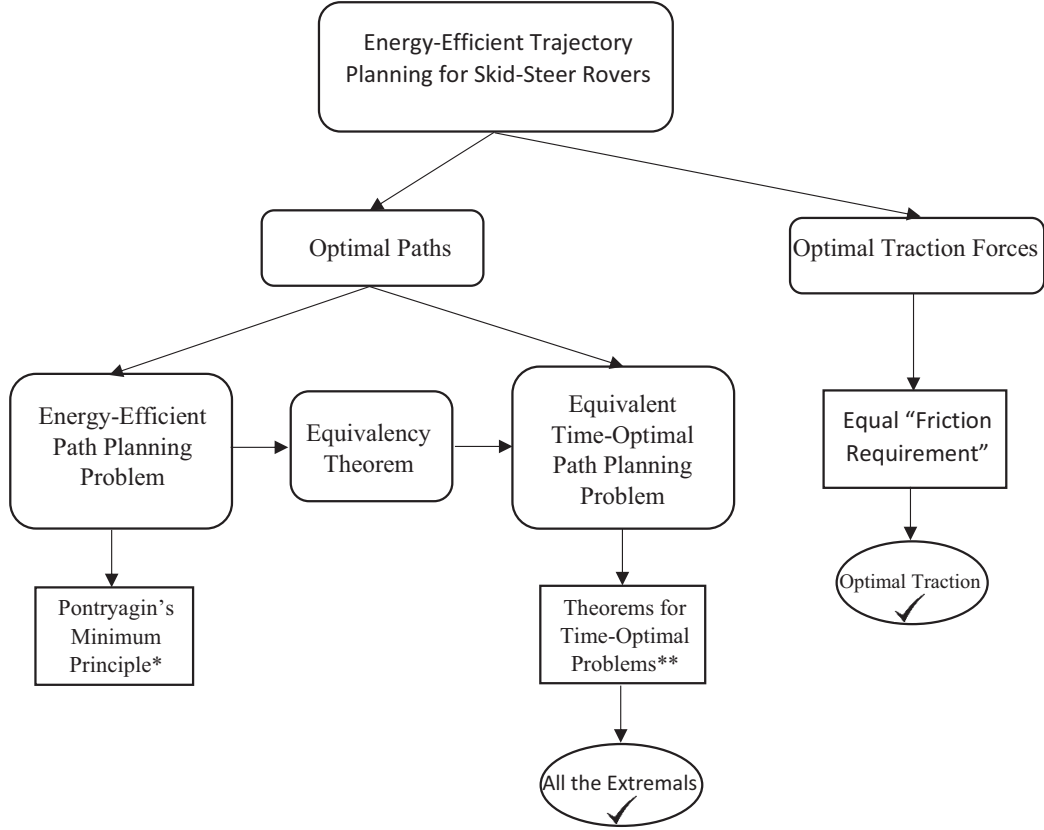 Energy-Efficient Trajectory
Planning for Skid-Steer Rovers
Optimal Paths
Optimal Traction Forces
Energy-Efficient
Path Planning
Problem
Equivalency
Theorem
Equivalent
Time-Optimal
Path Planning
Problem
Equal “Friction
Requirement”
Pontryagin’s
Minimum
Principle*
Theorems for
Time-Optimal
Problems**
Optimal Traction
All the Extremals